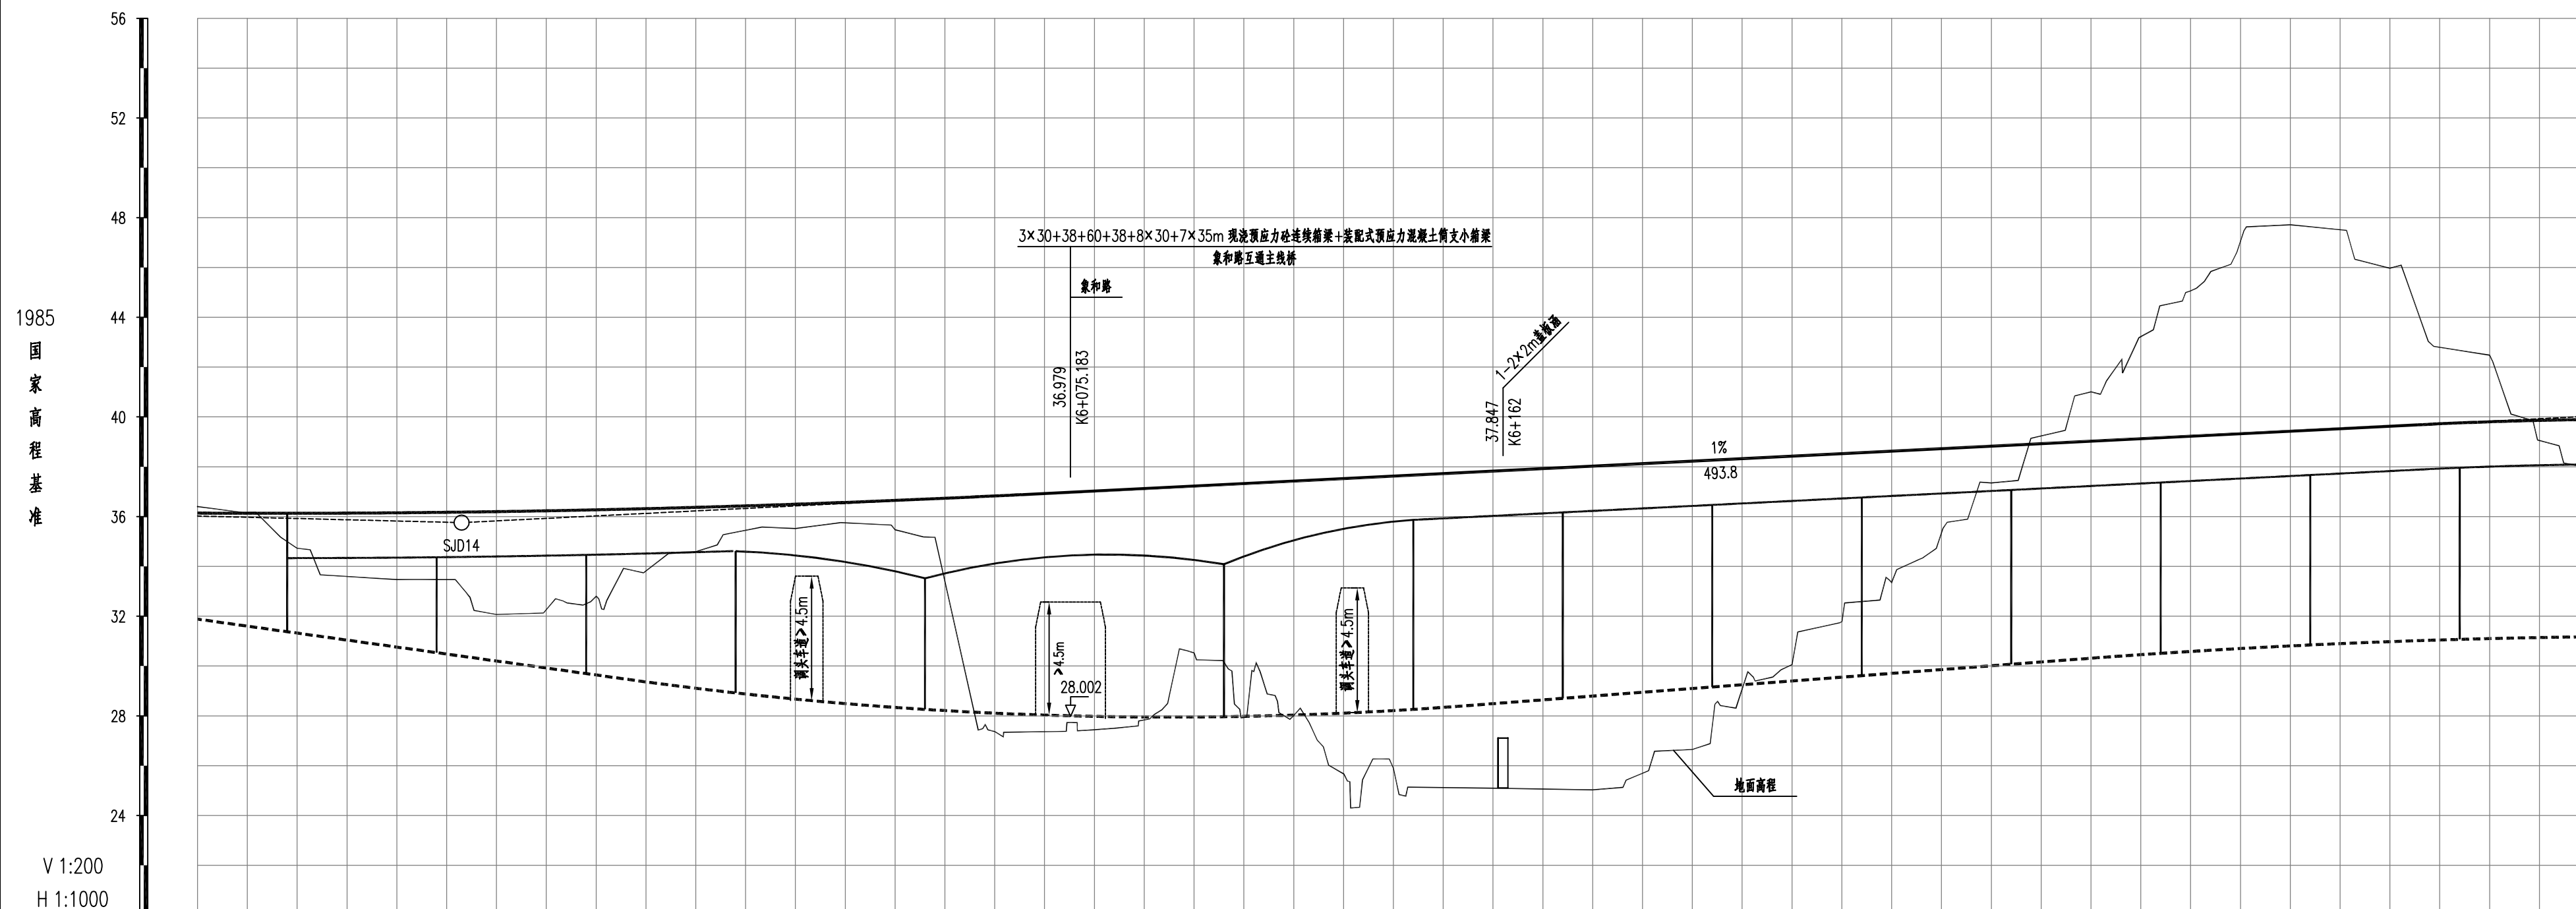 56
52
48
44
40
36
32
28
24
1985
国
家
高
程
基
准
V 1:200
H 1:1000
3×30+38+60+38+8×30+7×35m 现浇预应力砼连续箱梁+装配式预应力混凝土简支小箱梁
象和路互通主线桥
象和路
36.979
K6+075.183
1-2×2m盖板涵
37.847
K6+162
1%
493.8
SJD14
调头车道>4.5m
>4.5m
28.002
调头车道>4.5m
地面高程